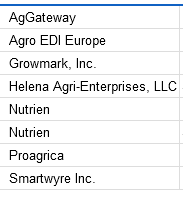 AgGateway
Agro EDI Europe
Growmark, Inc.
Helena Agri-Enterprises, LLC
Nutrien
Nutrien
Proagrica
Smartwyre Inc.